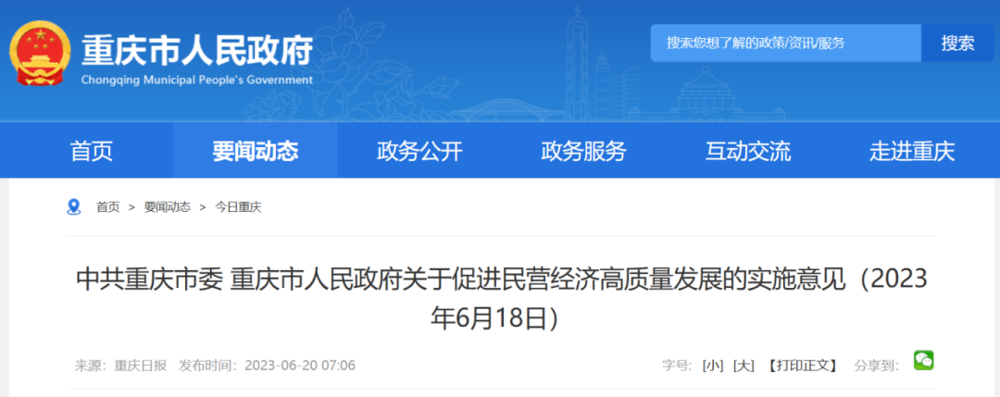 重庆市人民政府
Chongqing Municipal People's Government
搜索您想了解的政策/资讯/服务
搜索
首页 要闻动态 政务公开 政务服务 互动交流 走进重庆
首页 > 要闻动态 > 今日重庆
中共重庆市委 重庆市人民政府关于促进民营经济高质量发展的实施意见（2023
年6月18日）
来源：重庆日报 发布时间：2023-06-20 07:06 字号： [小] [大] 【打印正文】 分享到：